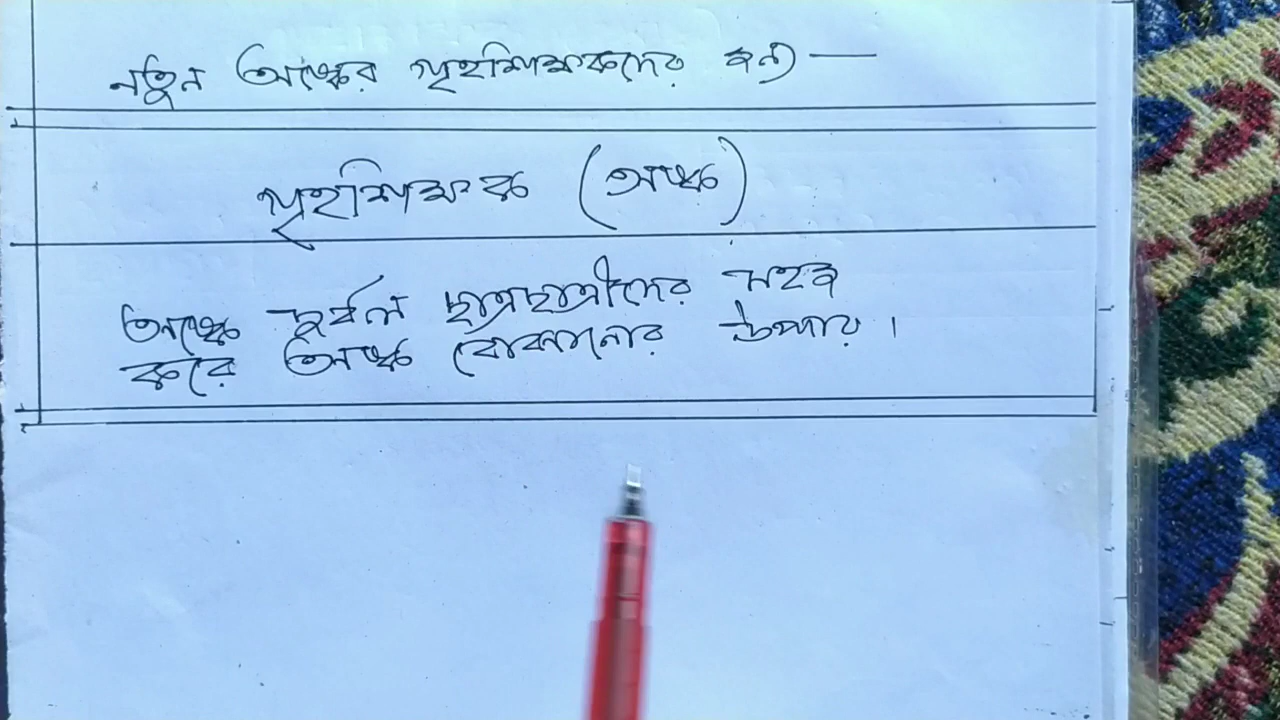 নতুন অঙ্কের গৃহশিক্ষকদের জন্য —
গৃহশিক্ষক (অঙ্ক)
অঙ্কে দুর্বল ছাত্রছাত্রীদের সহজ
করে অঙ্ক বোঝানোর উপায়।